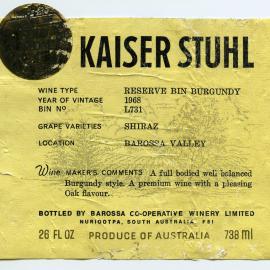 KAISER STUHL
WINE TYPE RESERVE BIN BURGUNDY
YEAR OF VINTAGE 1968
BIN Nº L731
GRAPE VARIETIES SHIRAZ
LOCATION BAROSSA VALLEY
Wine MAKER'S COMMENTS A full bodied well balanced
Burgundy style. A premium wine with a pleasing
Oak flavour.
BOTTLED BY BAROSSA CO-OPERATIVE WINERY LIMITED
NURIOOTPA, SOUTH AUSTRALIA,
26 FL OZ PRODUCE OF AUSTRALIA 738 ml